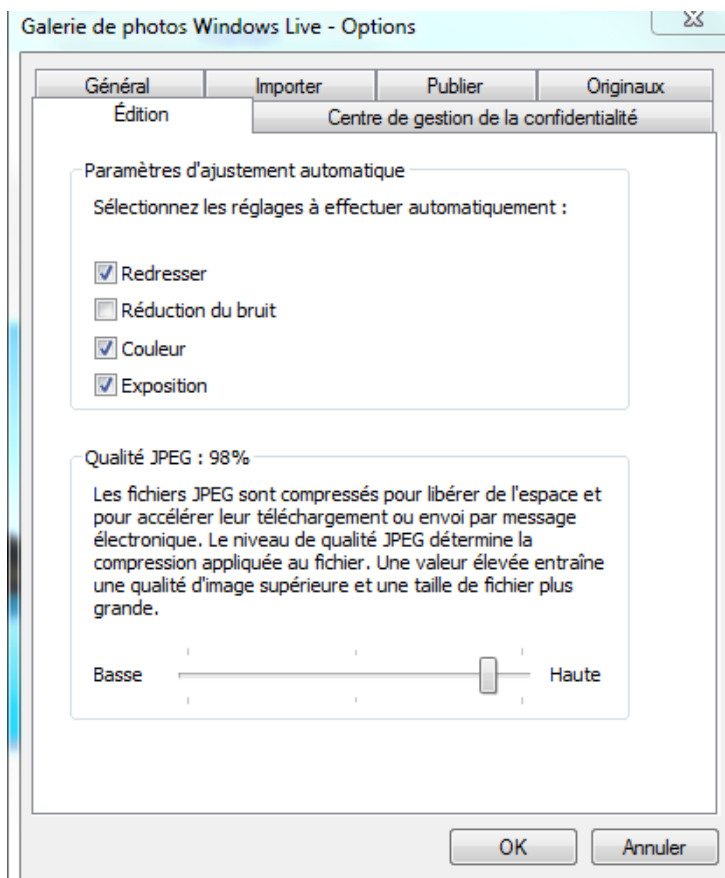 Galerie de photos Windows Live - Options
Général
Importer
Publier
Originaux
Édition
Centre de gestion de la confidentialité
Paramètres d'ajustement automatique
Sélectionnez les réglages à effectuer automatiquement :
Redresser
Réduction du bruit
Couleur
Exposition
Qualité JPEG : 98%
Les fichiers JPEG sont compressés pour libérer de l'espace et
pour accélérer leur téléchargement ou envoi par message
électronique. Le niveau de qualité JPEG détermine la
compression appliquée au fichier. Une valeur élevée entraîne
une qualité d'image supérieure et une taille de fichier plus
grande.
Basse
Haute
OK
Annuler